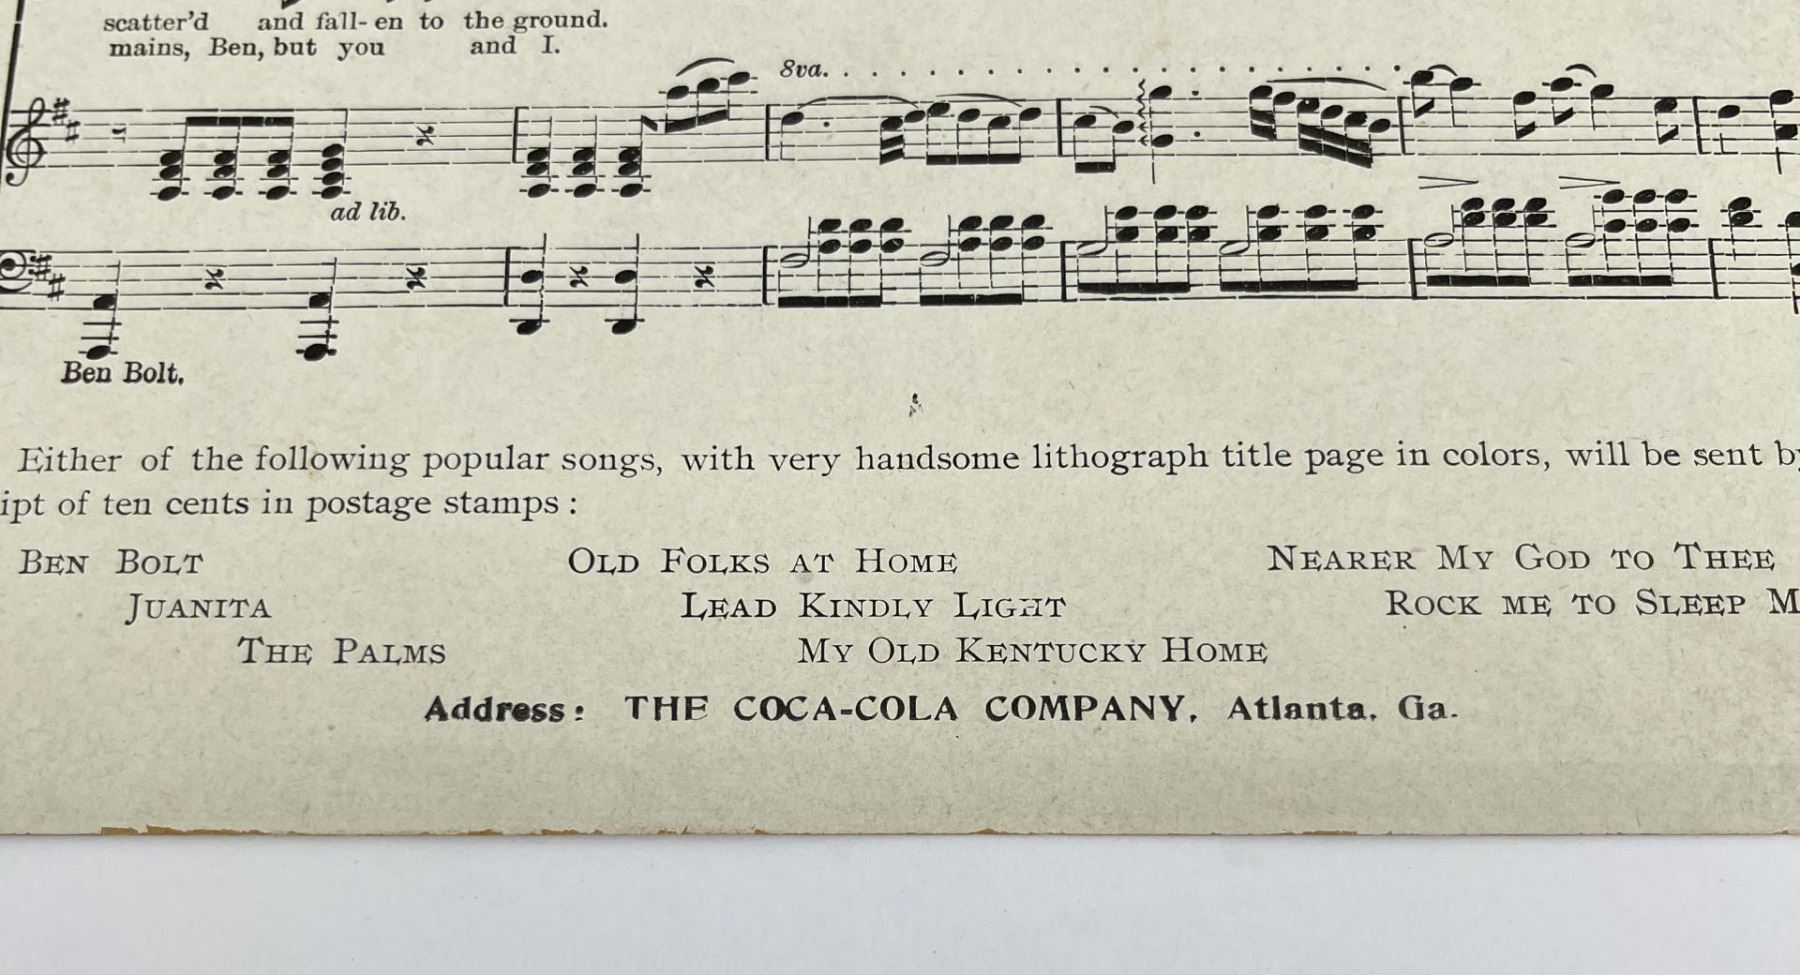 scatter'd and fall-en to the ground.
mains, Ben, but you and I.
8va.
ad lib.
Ben Bolt.
Either of the following popular songs, with very handsome lithograph title page in colors, will be sent
ipt of ten cents in postage stamps:
BEN BOLT OLD FOLKS AT HOME NEARER MY GOD TO THEE
JUANITA LEAD KINDLY LIGHT ROCK ME TO SLEEP M
THE PALMS MY OLD KENTUCKY HOME
Address: THE COCA-COLA COMPANY, Atlanta, Ga.